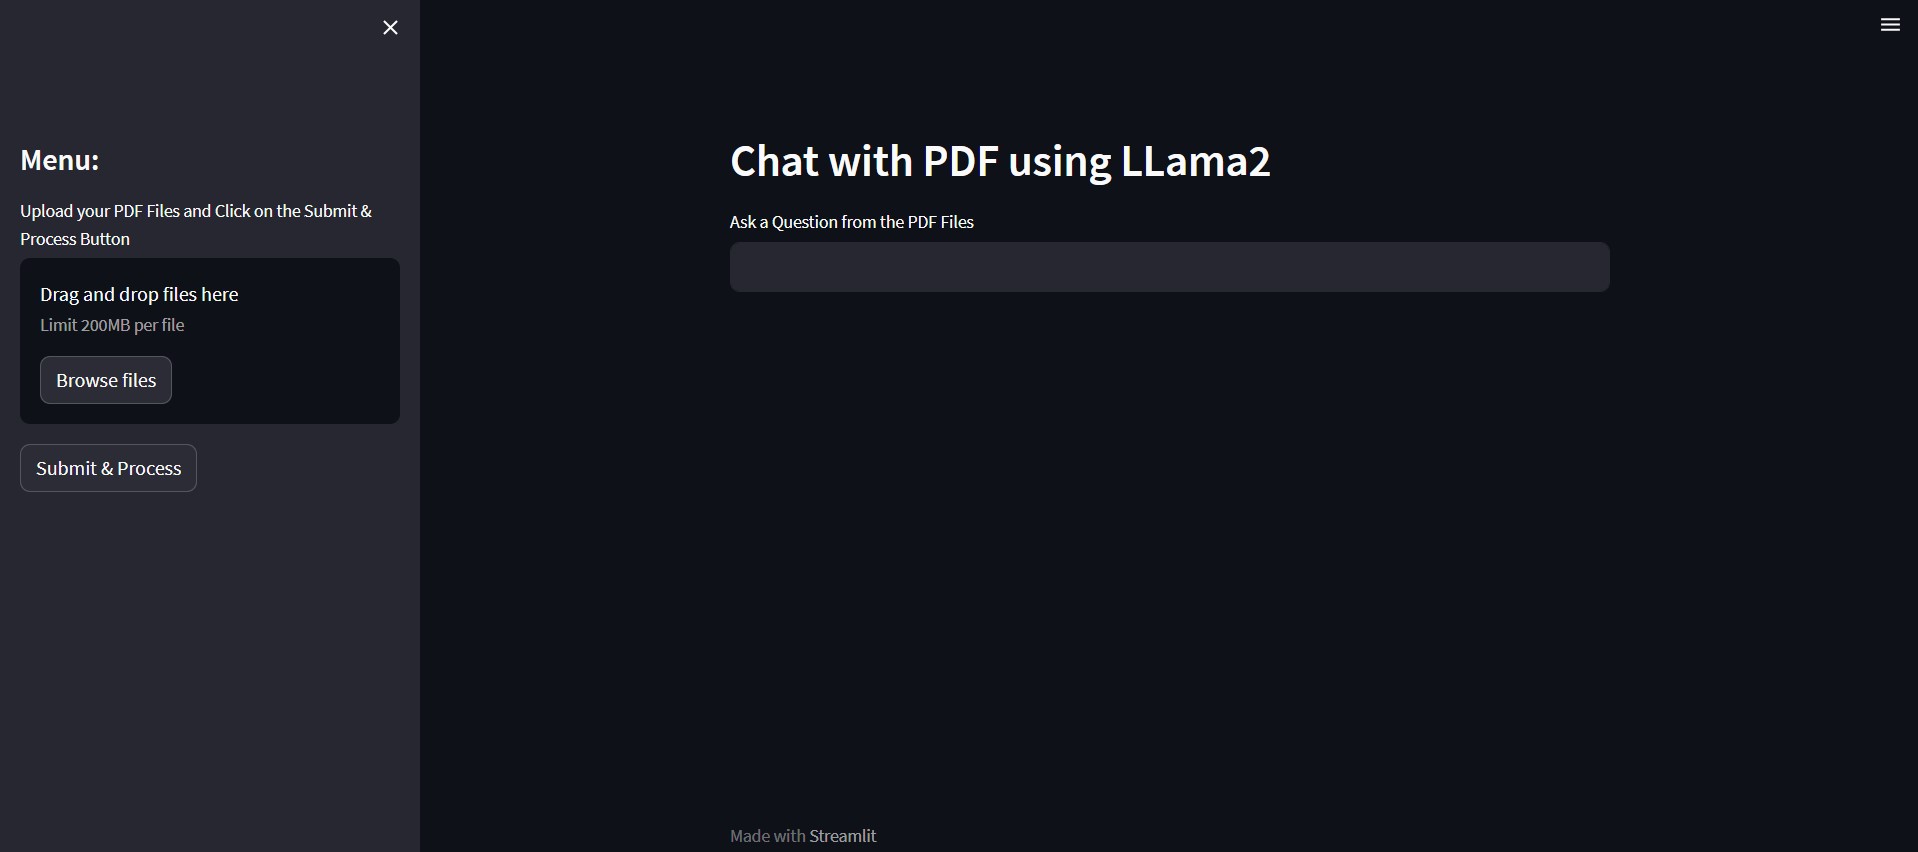 Menu:
Upload your PDF Files and Click on the Submit &
Process Button
Drag and drop files here
Limit 200MB per file
Browse files
Submit & Process
Chat with PDF using LLama2
Ask a Question from the PDF Files
Made with Streamlit